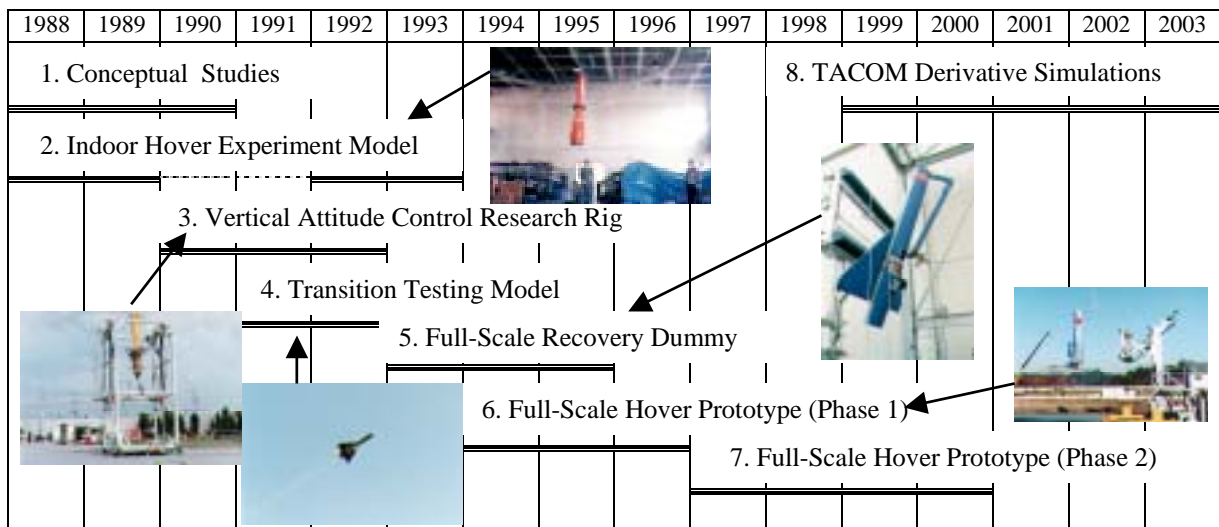 1988 1989 1990 1991 1992 1993 1994 1995 1996 1997 1998 1999 2000 2001 2002 2003
1. Conceptual Studies
8. TACOM Derivative Simulations
2. Indoor Hover Experiment Model
3. Vertical Attitude Control Research Rig
4. Transition Testing Model
5. Full-Scale Recovery Dummy
6. Full-Scale Hover Prototype (Phase 1)
7. Full-Scale Hover Prototype (Phase 2)